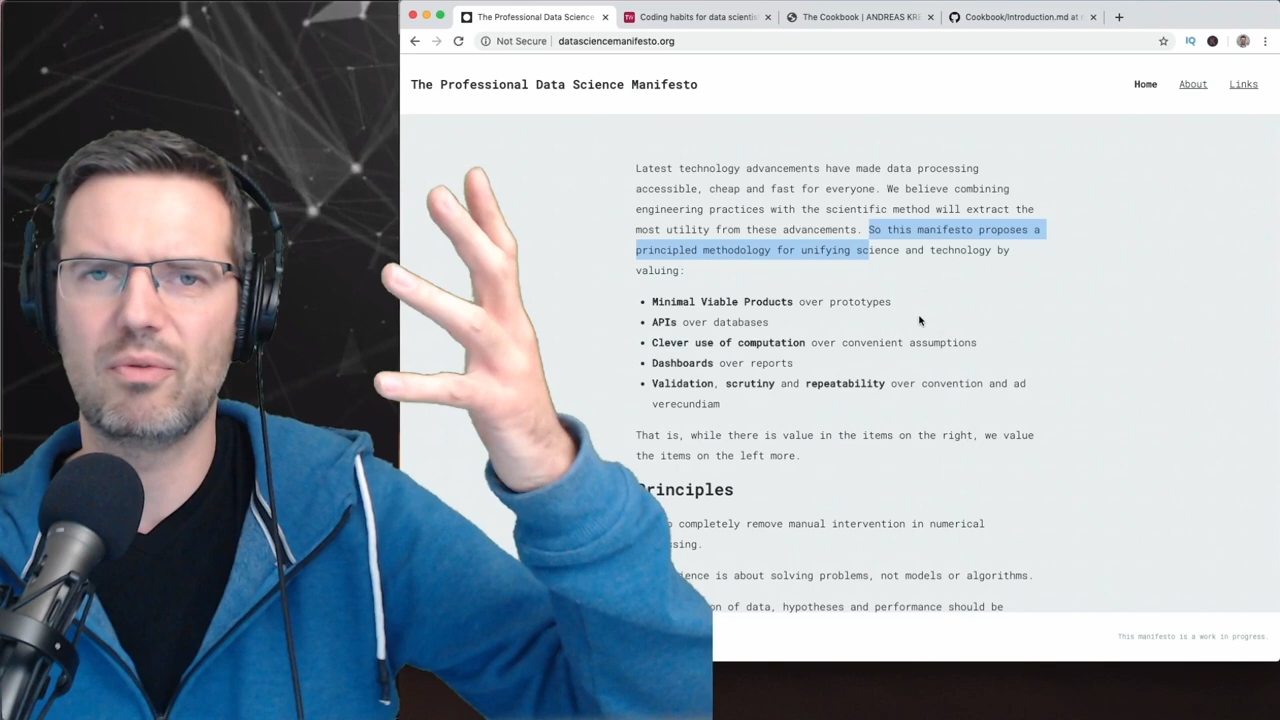 The Professional Data Science
Coding habits for data scientis
The Cookbook | ANDREAS KRE
Cookbook/Introduction.md at
Not Secure | datasciencemanifesto.org
IQ
The Professional Data Science Manifesto
Home About Links
Latest technology advancements have made data processing
accessible, cheap and fast for everyone. We believe combining
engineering practices with the scientific method will extract the
most utility from these advancements. So this manifesto proposes a
principled methodology for unifying science and technology by
valuing:
• Minimal Viable Products over prototypes
• APIs over databases
• Clever use of computation over convenient assumptions
• Dashboards over reports
• Validation, scrutiny and repeatability over convention and ad
verecundiam
That is, while there is value in the items on the right, we value
the items on the left more.
Principles
completely remove manual intervention in numerical
is about solving problems, not models or algorithms.
of data, hypotheses and performance should be
This manifesto is a work in progress.